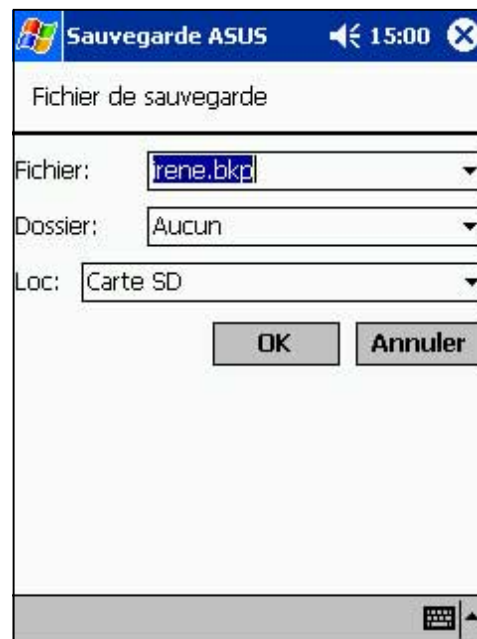 Sauvegarde ASUS 15:00
Fichier de sauvegarde
Fichier: irene.bkp
Dossier: Aucun
Loc: Carte SD
OK Annuler